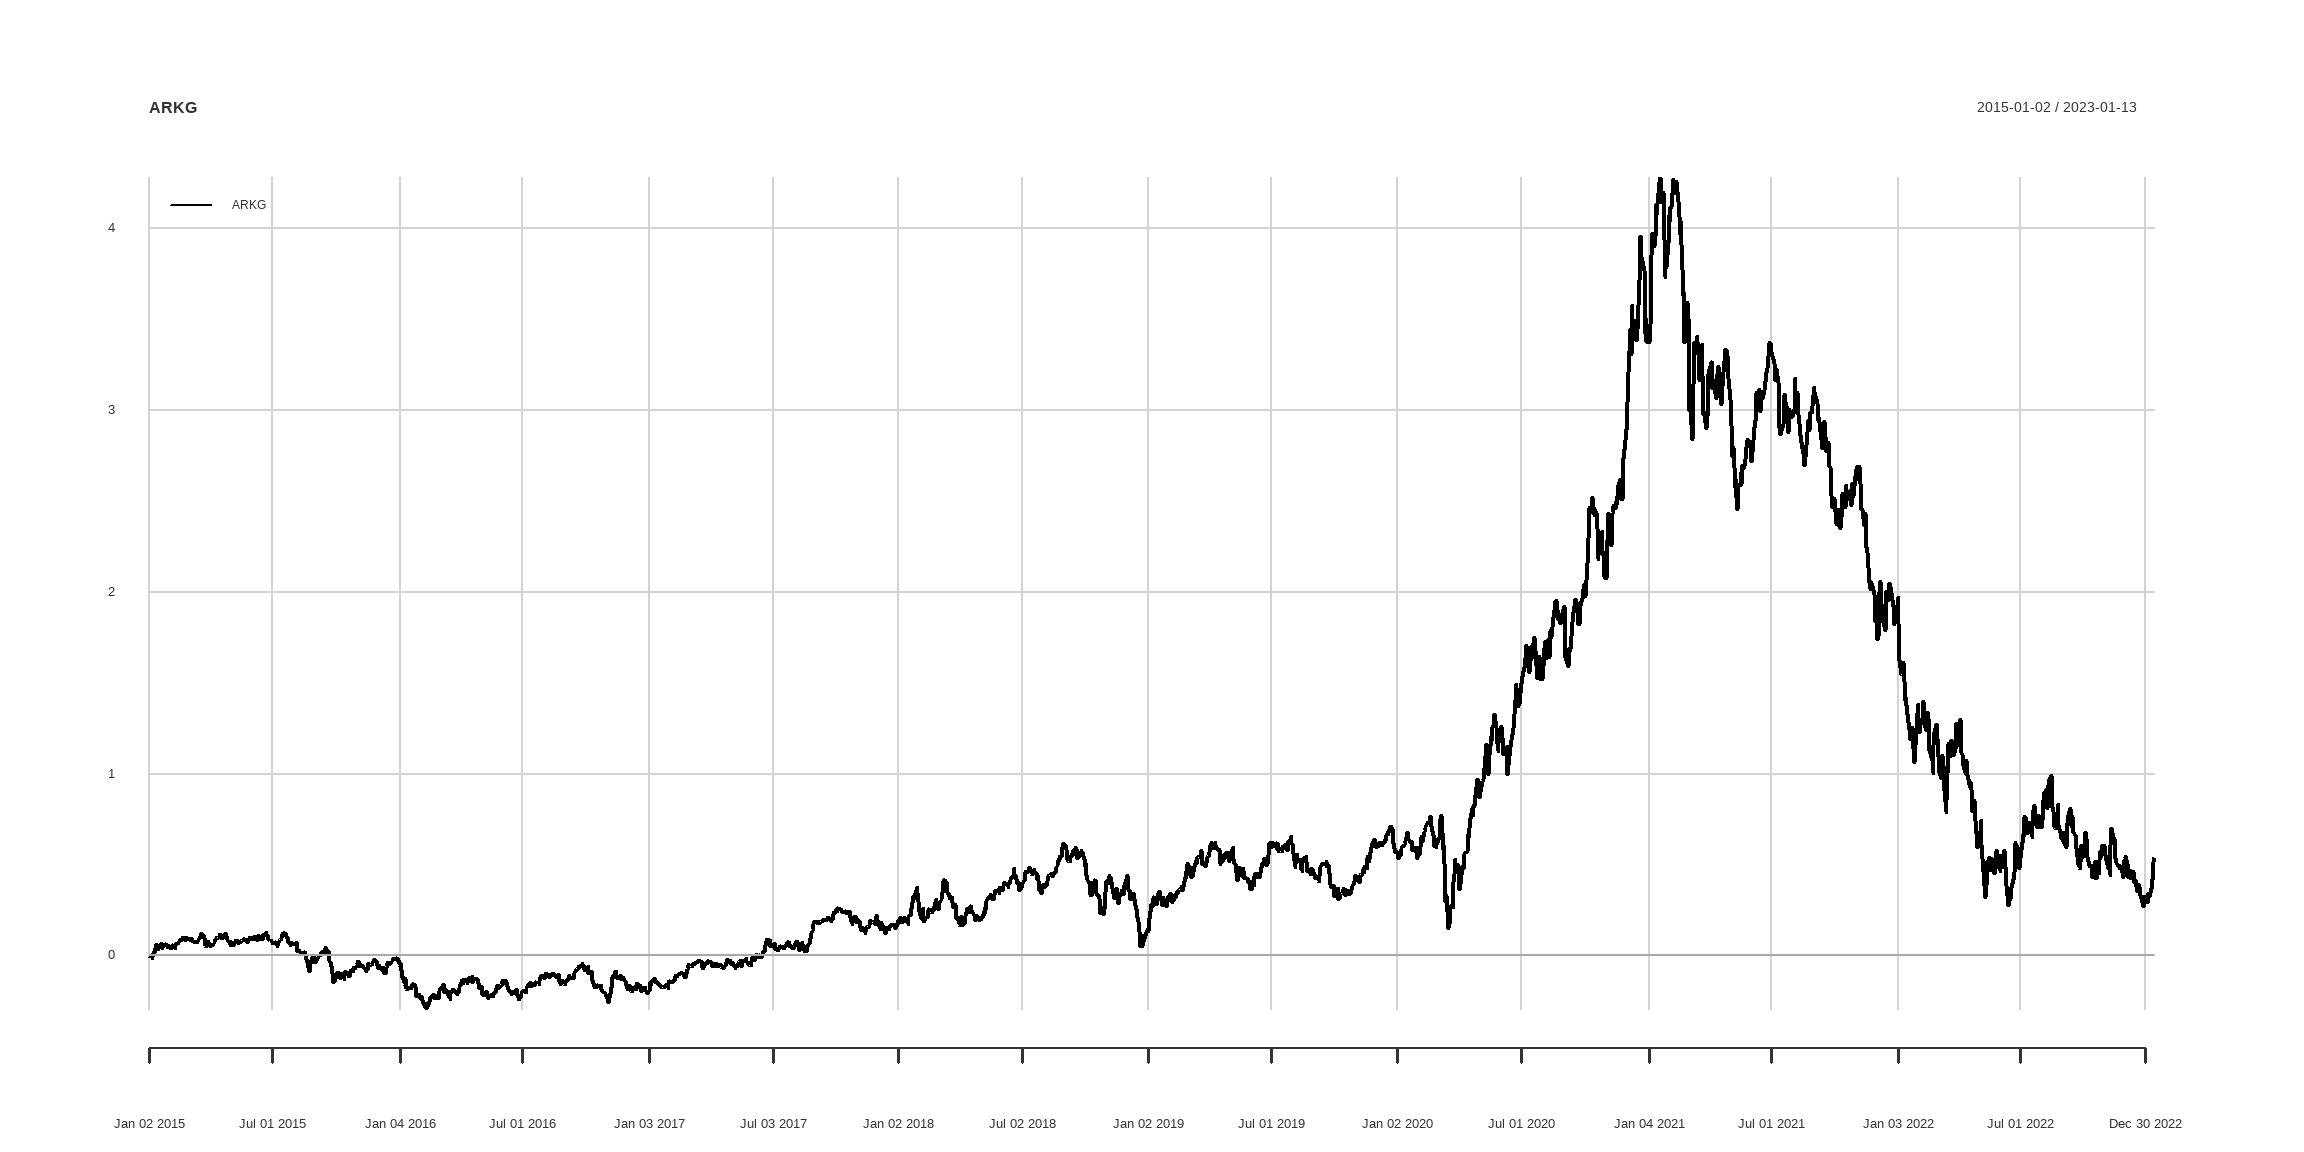 ARKG
2015-01-02 / 2023-01-13
ARKG
4
3
2
1
0
Jan 02 2015
Jul 01 2015
Jan 04 2016
Jul 01 2016
Jan 03 2017
Jul 03 2017
Jan 02 2018
Jul 02 2018
Jan 02 2019
Jul 01 2019
Jan 02 2020
Jul 01 2020
Jan 04 2021
Jul 01 2021
Jan 03 2022
Jul 01 2022
Dec 30 2022